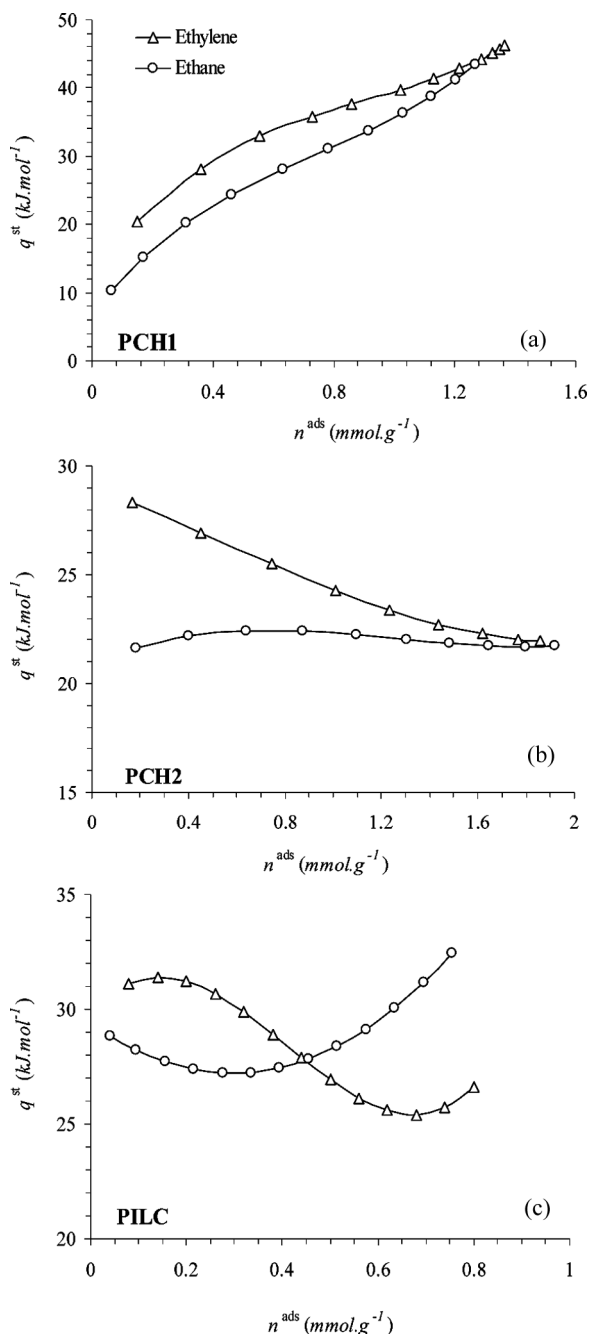 50
Ethylene
Ethane
40
30
20
10
0
q st (kJ.mol-1)
PCH1
(a)
0 0.4 0.8 1.2 1.6
n ads (mmol.g-1)
30
25
20
15
q st (kJ.mol-1)
PCH2
(b)
0 0.4 0.8 1.2 1.6 2
n ads (mmol.g-1)
35
30
25
20
q st (kJ.mol-1)
PILC
(c)
0 0.2 0.4 0.6 0.8 1
n ads (mmol.g-1)